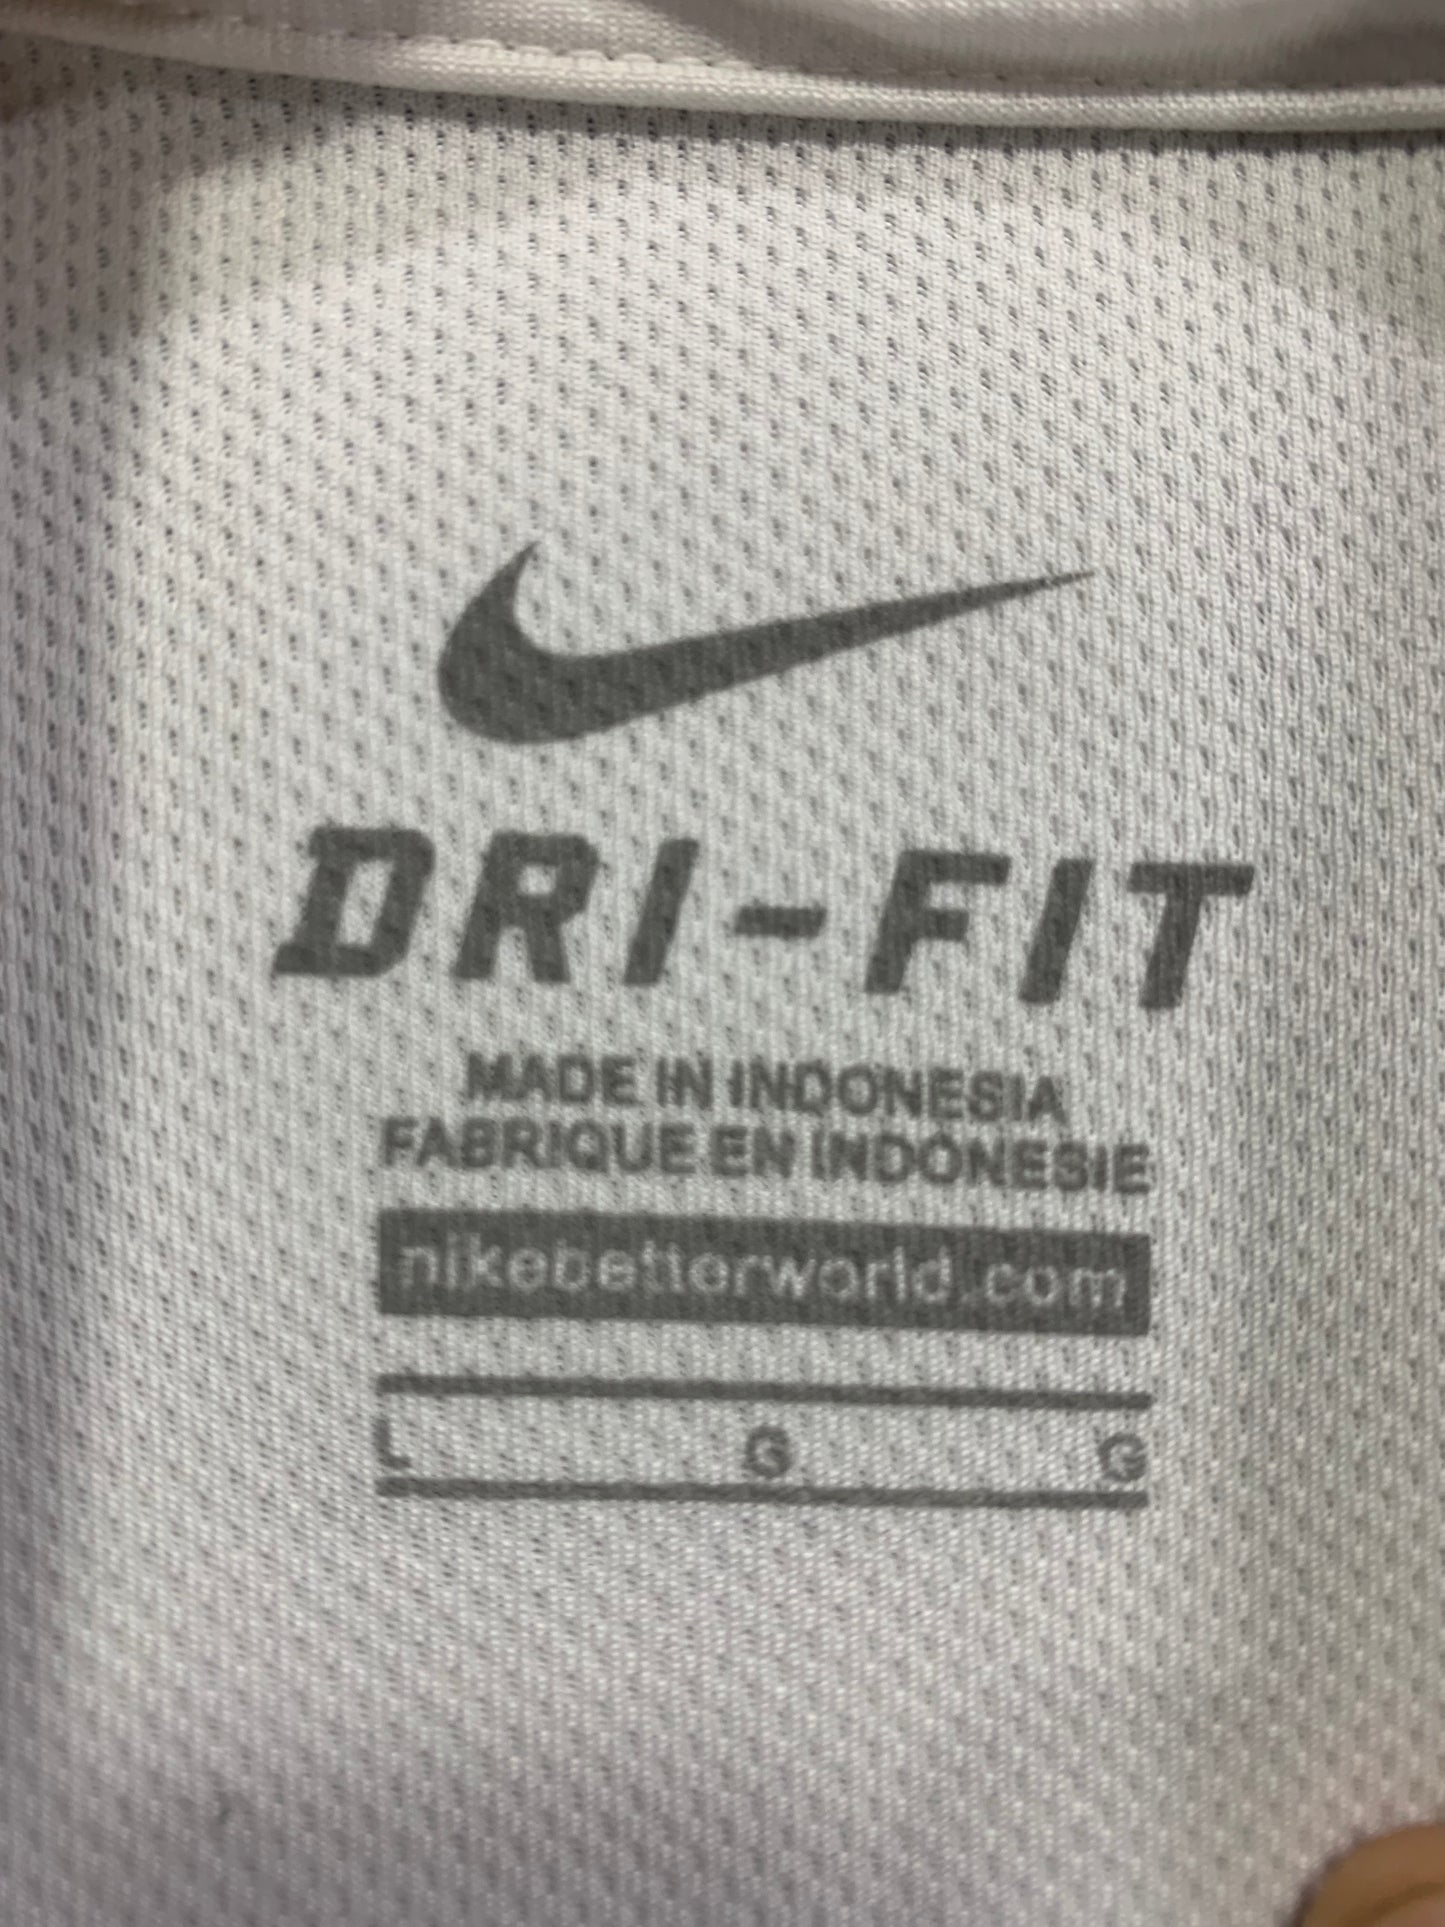 DRI-FIT
MADE IN INDONESIA
FABRIQUE EN INDONESIE
nikebetterworld.com
L G G